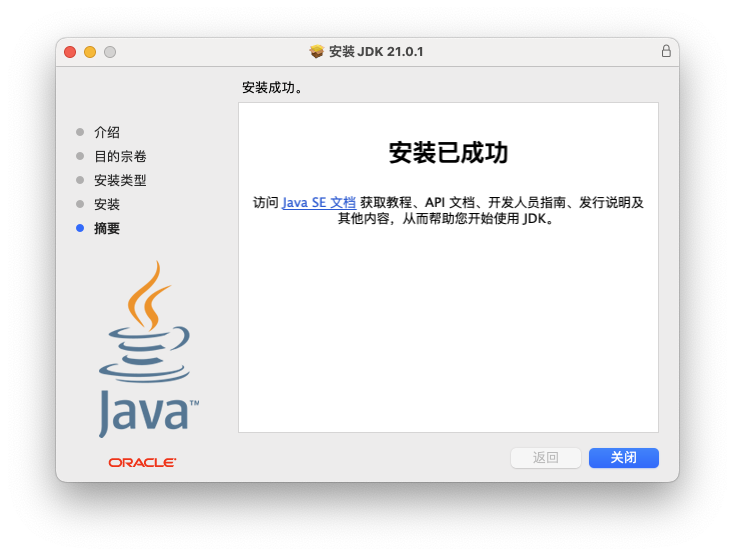 安装 JDK 21.0.1
安装成功。
介绍
目的宗卷
安装类型
安装
摘要
安装已成功
访问 Java SE 文档 获取教程、API 文档、开发人员指南、发行说明及
其他内容，从而帮助您开始使用 JDK。
Java™
ORACLE®
返回
关闭